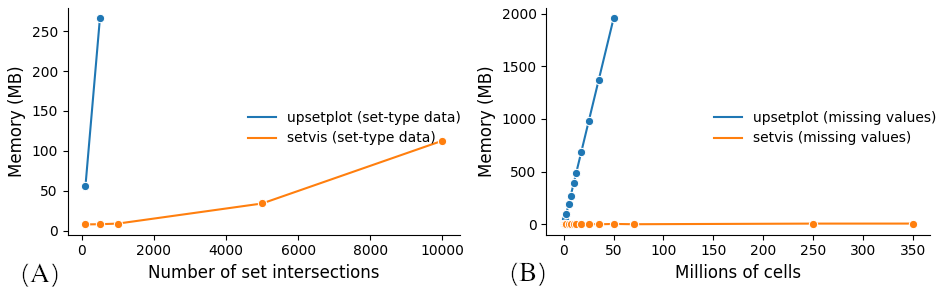 250
200
150
100
50
0
Memory (MB)
upsetplot (set-type data)
setvis (set-type data)
0 2000 4000 6000 8000 10000
Number of set intersections
(A)
2000
1500
1000
500
0
Memory (MB)
upsetplot (missing values)
setvis (missing values)
0 50 100 150 200 250 300 350
Millions of cells
(B)